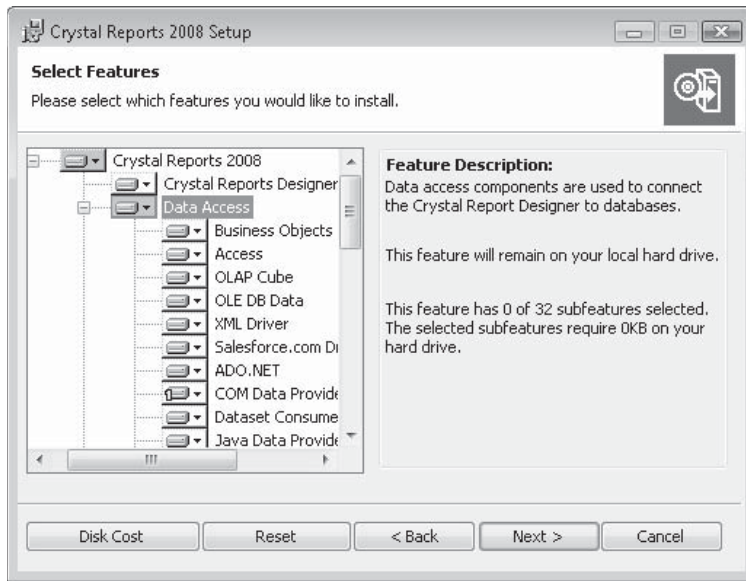 Crystal Reports 2008 Setup
Select Features
Please select which features you would like to install.
Crystal Reports 2008
Crystal Reports Designer
Data Access
Business Objects
Access
OLAP Cube
OLE DB Data
XML Driver
Salesforce.com Dr
ADO.NET
COM Data Provide
Dataset Consume
Java Data Provide
Feature Description:
Data access components are used to connect
the Crystal Report Designer to databases.
This feature will remain on your local hard drive.
This feature has 0 of 32 subfeatures selected.
The selected subfeatures require 0KB on your
hard drive.
Disk Cost
Reset
< Back
Next >
Cancel